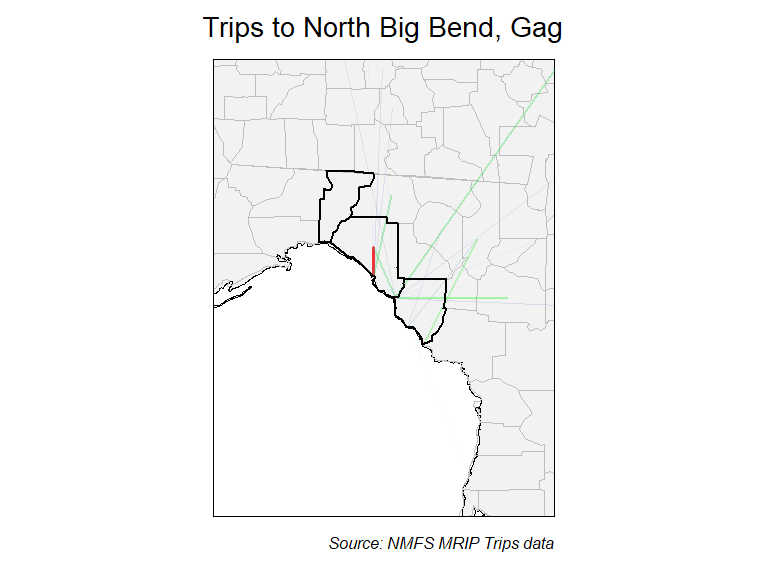 Trips to North Big Bend, Gag
Source: NMFS MRIP Trips data